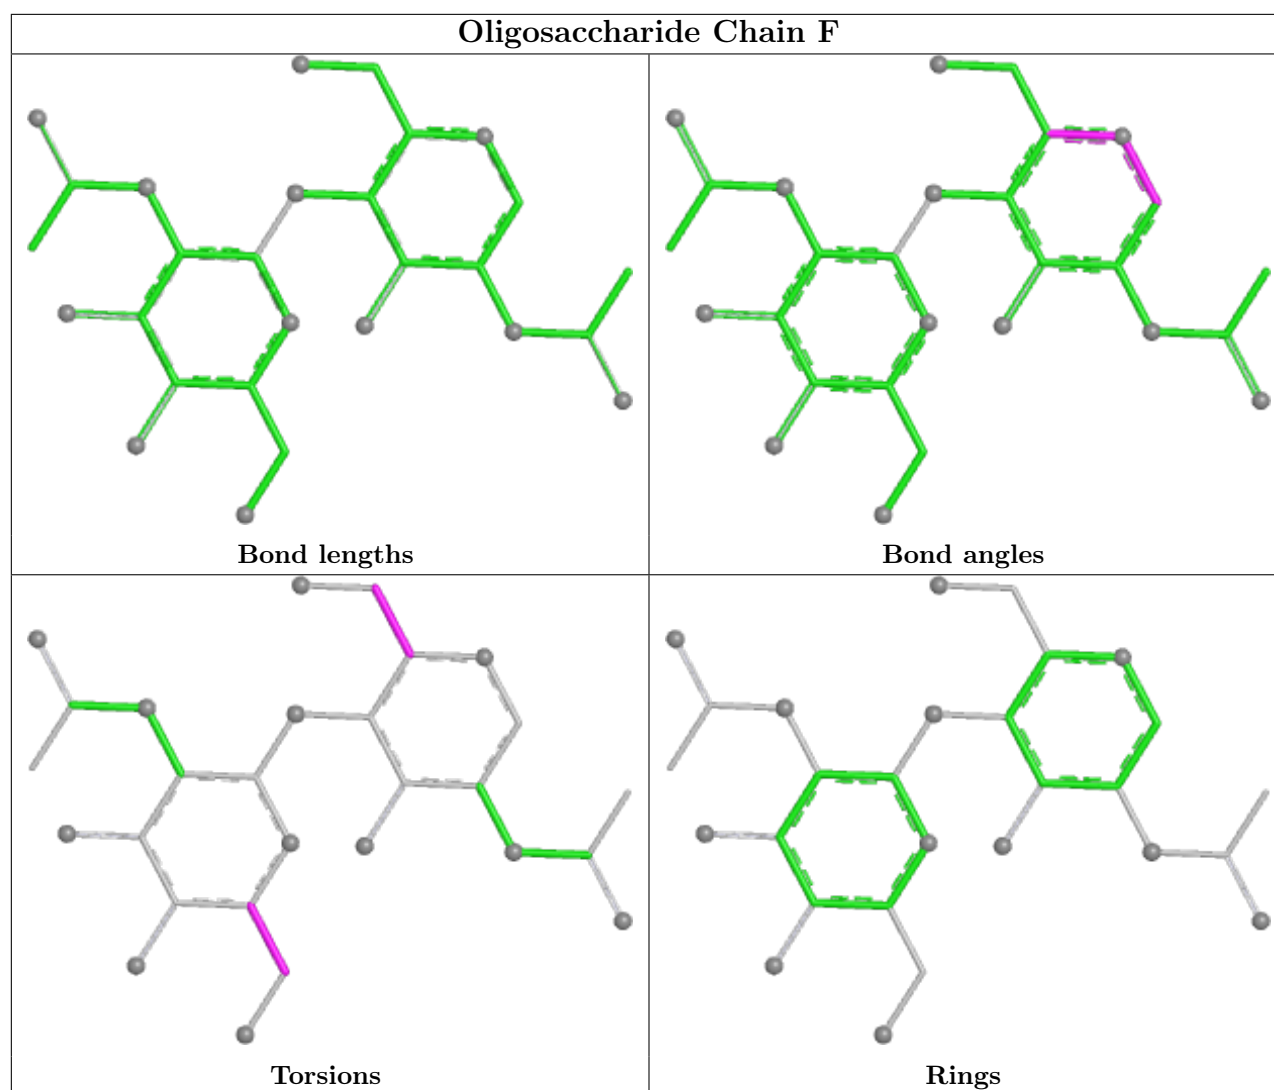 Oligosaccharide Chain F
Bond lengths
Bond angles
Torsions
Rings